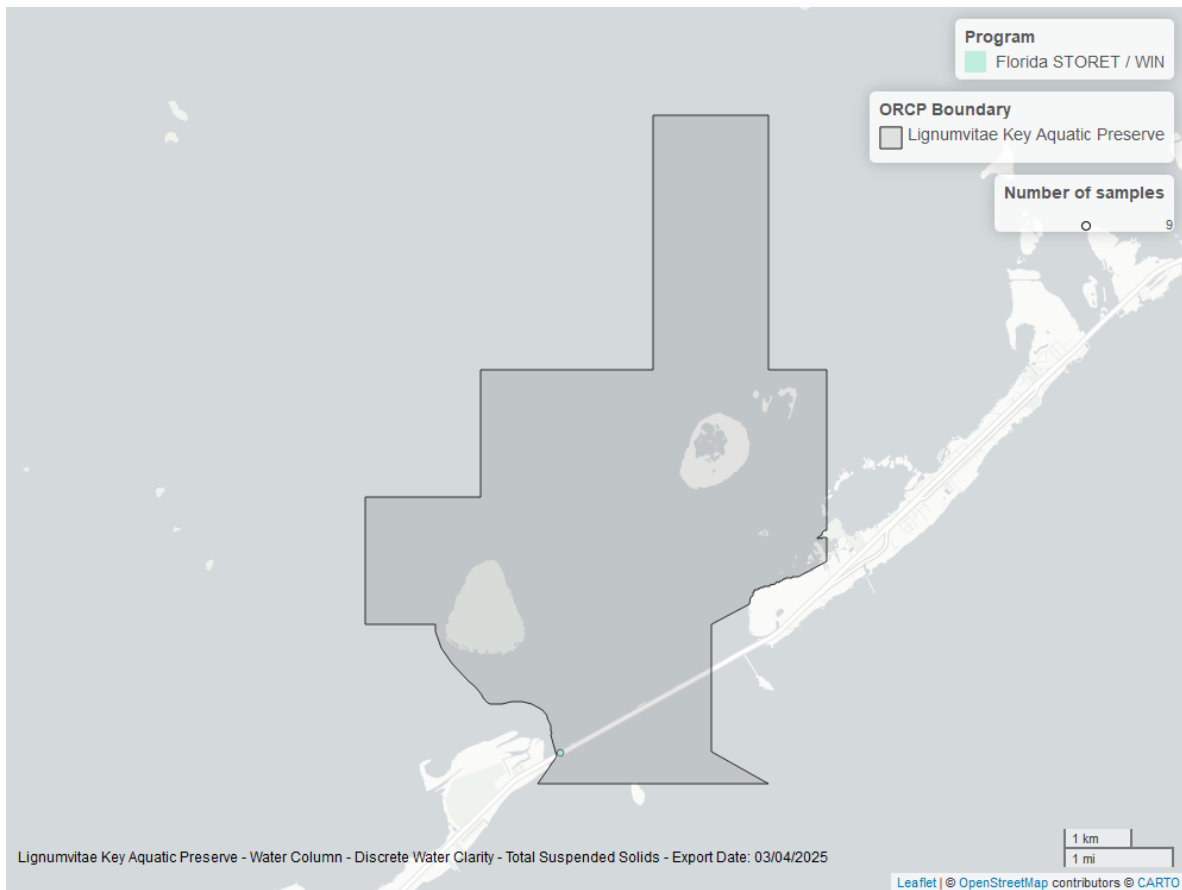 Program
Florida STORET / WIN
ORCP Boundary
Lignumvitae Key Aquatic Preserve
Number of samples
9
1 km
1 mi
Lignumvitae Key Aquatic Preserve - Water Column - Discrete Water Clarity - Total Suspended Solids - Export Date: 03/04/2025
Leaflet | © OpenStreetMap contributors © CARTO